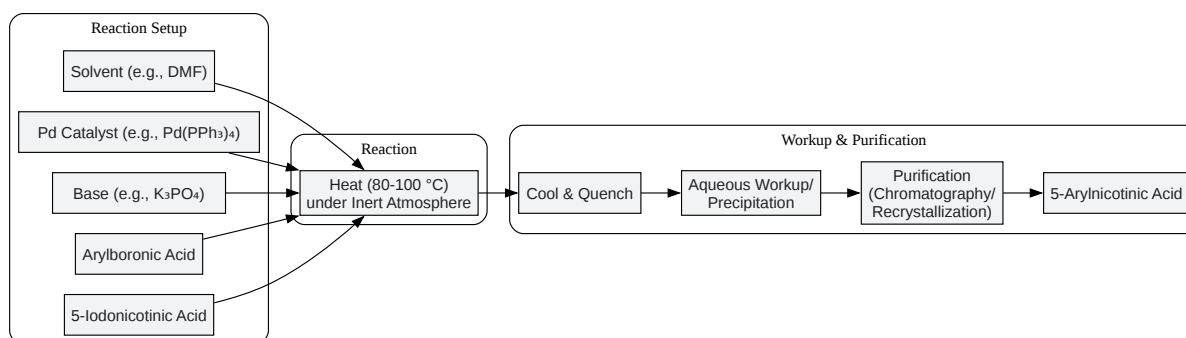 Reaction Setup
Solvent (e.g., DMF)
Pd Catalyst (e.g., Pd(PPh₃)₄)
Base (e.g., K₃PO₄)
Arylboronic Acid
5-Iodonicotinic Acid
Reaction
Heat (80-100 °C)
under Inert Atmosphere
Workup & Purification
Cool & Quench
Aqueous Workup/
Precipitation
Purification
(Chromatography/
Recrystallization)
5-Arylnicotinic Acid